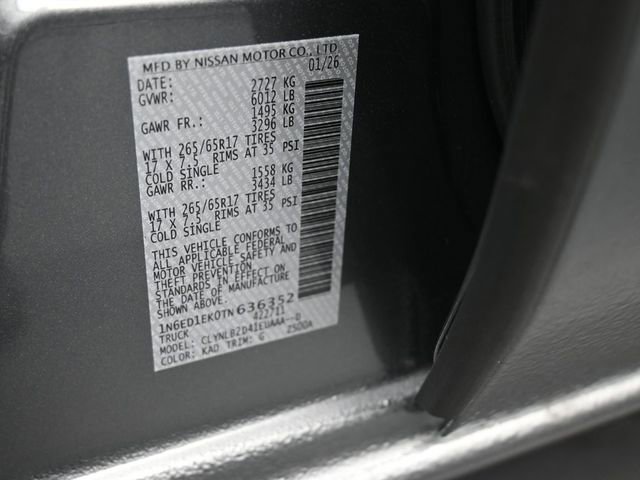 MFD BY NISSAN MOTOR CO., LTD.
DATE: 01/26
GVWR: 2727 KG
6012 LB
GAWR FR.: 1495 KG
3296 LB
WITH 265/65R17 TIRES
17 X 7.5 RIMS AT 35 PSI
COLD SINGLE
GAWR RR.: 1558 KG
3434 LB
WITH 265/65R17 TIRES
17 X 7.5 RIMS AT 35 PSI
COLD SINGLE
THIS VEHICLE CONFORMS TO
ALL APPLICABLE FEDERAL
MOTOR VEHICLE SAFETY AND
THEFT PREVENTION
STANDARDS IN EFFECT ON
THE DATE OF MANUFACTURE
SHOWN ABOVE.
1N6ED1EK0TN636352
TRUCK 422711
MODEL: CLYNLB2D41EUAAA--D
COLOR: KAD TRIM: G